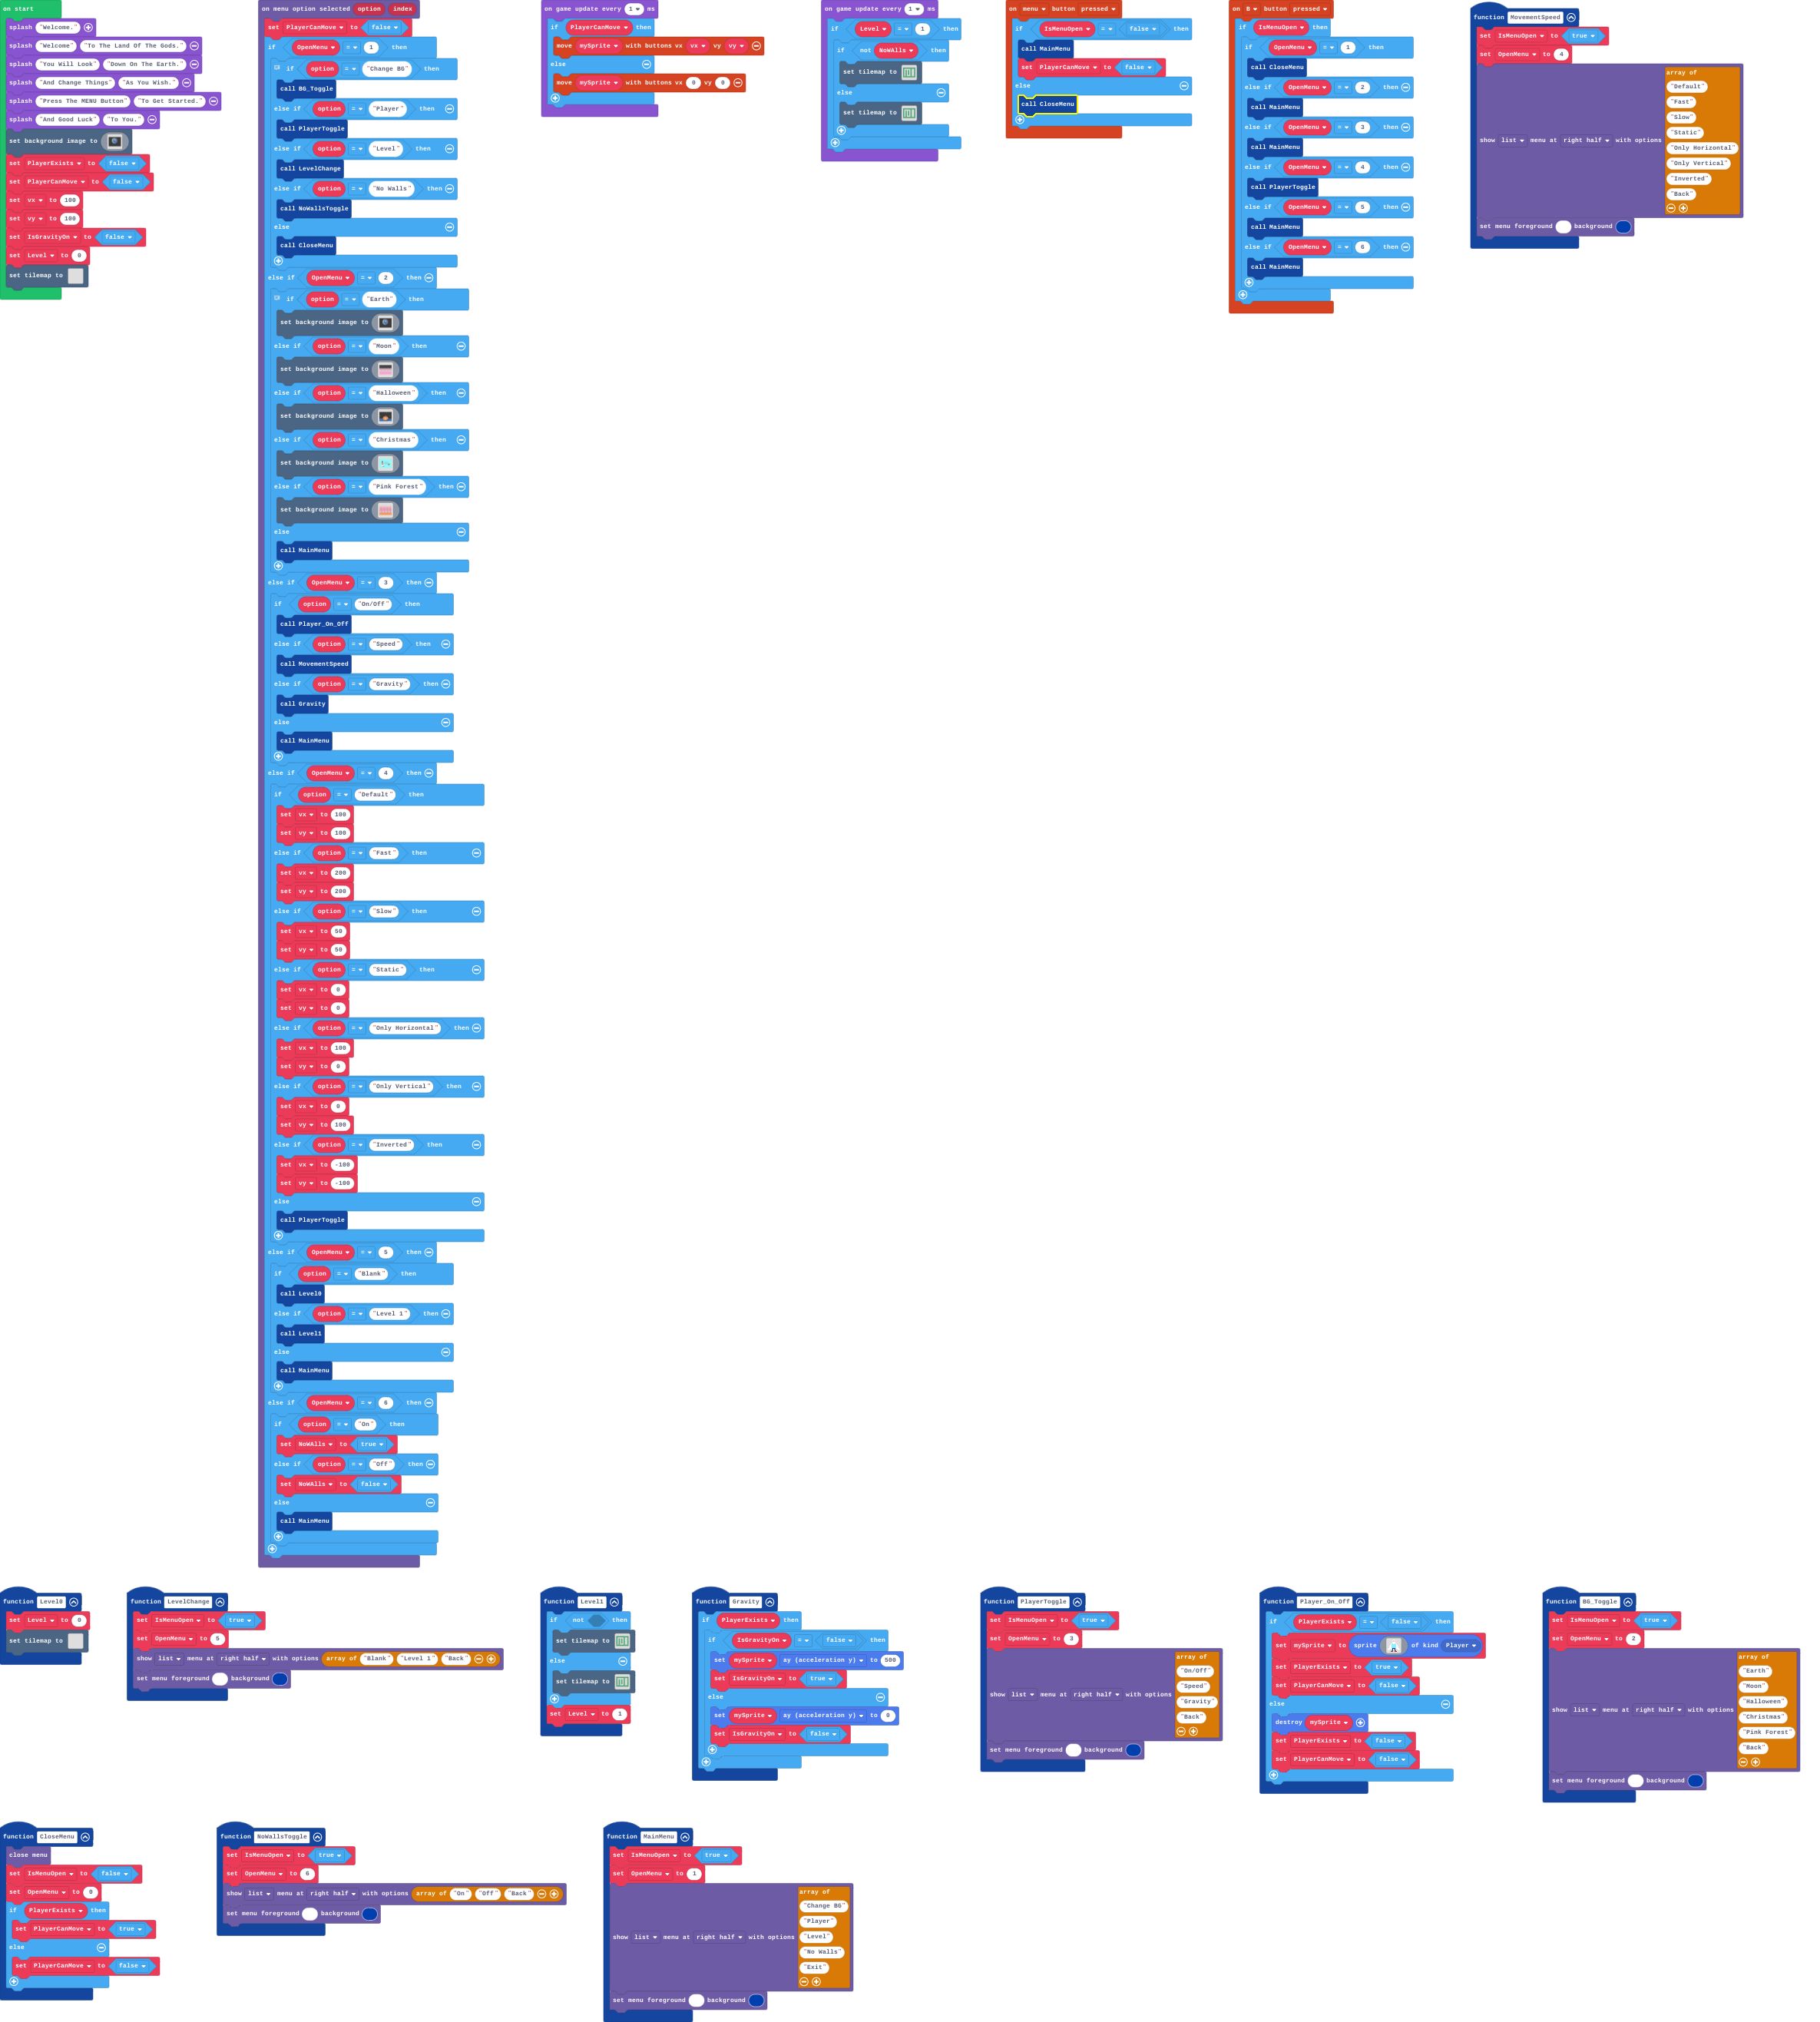 on start
splash "Welcome."
splash "Welcome" "To The Land Of The Gods."
splash "You Will Look" "Down On The Earth."
splash "And Change Things" "As You Wish."
splash "Press The MENU Button" "To Get Started."
splash "And Good Luck" "To You."
set background image to
set PlayerExists to false
set PlayerCanMove to false
set vx to 100
set vy to 100
set IsGravityOn to false
set Level to 0
set tilemap to
on menu option selected option index
set PlayerCanMove to false
if OpenMenu = 1 then
if option = "Change BG" then
call BG_Toggle
else if option = "Player" then
call PlayerToggle
else if option = "Level" then
call LevelChange
else if option = "No Walls" then
call NoWallsToggle
else
call CloseMenu
else if OpenMenu = 2 then
if option = "Earth" then
set background image to
else if option = "Moon" then
set background image to
else if option = "Halloween" then
set background image to
else if option = "Christmas" then
set background image to
else if option = "Pink Forest" then
set background image to
else
call MainMenu
else if OpenMenu = 3 then
if option = "On/Off" then
call Player_On_Off
else if option = "Speed" then
call MovementSpeed
else if option = "Gravity" then
call Gravity
else
call MainMenu
else if OpenMenu = 4 then
if option = "Default" then
set vx to 100
set vy to 100
else if option = "Fast" then
set vx to 200
set vy to 200
else if option = "Slow" then
set vx to 50
set vy to 50
else if option = "Static" then
set vx to 0
set vy to 0
else if option = "Only Horizontal" then
set vx to 100
set vy to 0
else if option = "Only Vertical" then
set vx to 0
set vy to 100
else if option = "Inverted" then
set vx to -100
set vy to -100
else
call PlayerToggle
else if OpenMenu = 5 then
if option = "Blank" then
call Level0
else if option = "Level 1" then
call Level1
else
call MainMenu
else if OpenMenu = 6 then
if option = "On" then
set NoWAlls to true
else if option = "Off" then
set NoWAlls to false
else
call MainMenu
on game update every 1 ms
if PlayerCanMove then
move mySprite with buttons vx vx vy vy
else
move mySprite with buttons vx 0 vy 0
on game update every 1 ms
if Level = 1 then
if not NoWAlls then
set tilemap to
else
set tilemap to
on menu button pressed
if IsMenuOpen = false then
call MainMenu
set PlayerCanMove to false
else
call CloseMenu
on B button pressed
if IsMenuOpen then
if OpenMenu = 1 then
call CloseMenu
else if OpenMenu = 2 then
call MainMenu
else if OpenMenu = 3 then
call MainMenu
else if OpenMenu = 4 then
call PlayerToggle
else if OpenMenu = 5 then
call MainMenu
else if OpenMenu = 6 then
call MainMenu
function MovementSpeed
set IsMenuOpen to true
set OpenMenu to 4
show list menu at right half with options
array of
"Default"
"Fast"
"Slow"
"Static"
"Only Horizontal"
"Only Vertical"
"Inverted"
"Back"
set menu foreground background
function Level0
set Level to 0
set tilemap to
function LevelChange
set IsMenuOpen to true
set OpenMenu to 5
show list menu at right half with options array of "Blank" "Level 1" "Back"
set menu foreground background
function Level1
if not then
set tilemap to
else
set tilemap to
set Level to 1
function Gravity
if PlayerExists then
if IsGravityOn = false then
set mySprite ay (acceleration y) to 500
set IsGravityOn to true
else
set mySprite ay (acceleration y) to 0
set IsGravityOn to false
function PlayerToggle
set IsMenuOpen to true
set OpenMenu to 3
show list menu at right half with options
array of
"On/Off"
"Speed"
"Gravity"
"Back"
set menu foreground background
function Player_On_Off
if PlayerExists = false then
set mySprite to sprite of kind Player
set PlayerExists to true
set PlayerCanMove to false
else
destroy mySprite
set PlayerExists to false
set PlayerCanMove to false
function BG_Toggle
set IsMenuOpen to true
set OpenMenu to 2
show list menu at right half with options
array of
"Earth"
"Moon"
"Halloween"
"Christmas"
"Pink Forest"
"Back"
set menu foreground background
function CloseMenu
close menu
set IsMenuOpen to false
set OpenMenu to 0
if PlayerExists then
set PlayerCanMove to true
else
set PlayerCanMove to false
function NoWallsToggle
set IsMenuOpen to true
set OpenMenu to 6
show list menu at right half with options array of "On" "Off" "Back"
set menu foreground background
function MainMenu
set IsMenuOpen to true
set OpenMenu to 1
show list menu at right half with options
array of
"Change BG"
"Player"
"Level"
"No Walls"
"Exit"
set menu foreground background